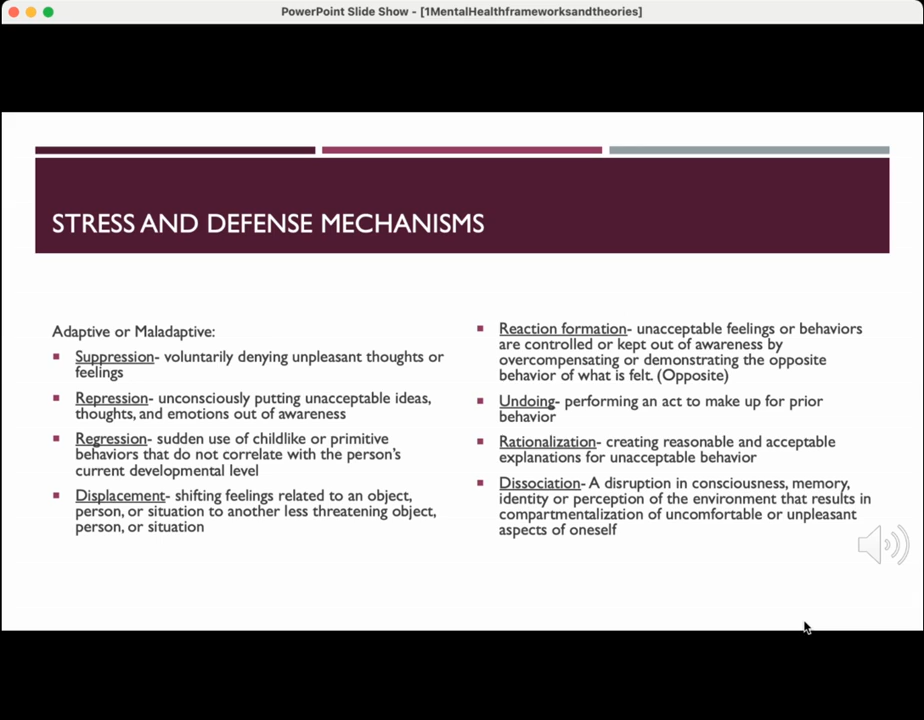 PowerPoint Slide Show - [1MentalHealthframeworksandtheories]
STRESS AND DEFENSE MECHANISMS
Adaptive or Maladaptive:
▪ Suppression- voluntarily denying unpleasant thoughts or
feelings
▪ Repression- unconsciously putting unacceptable ideas,
thoughts, and emotions out of awareness
▪ Regression- sudden use of childlike or primitive
behaviors that do not correlate with the person's
current developmental level
▪ Displacement- shifting feelings related to an object,
person, or situation to another less threatening object,
person, or situation
▪ Reaction formation- unacceptable feelings or behaviors
are controlled or kept out of awareness by
overcompensating or demonstrating the opposite
behavior of what is felt. (Opposite)
▪ Undoing- performing an act to make up for prior
behavior
▪ Rationalization- creating reasonable and acceptable
explanations for unacceptable behavior
▪ Dissociation- A disruption in consciousness, memory,
identity or perception of the environment that results in
compartmentalization of uncomfortable or unpleasant
aspects of oneself